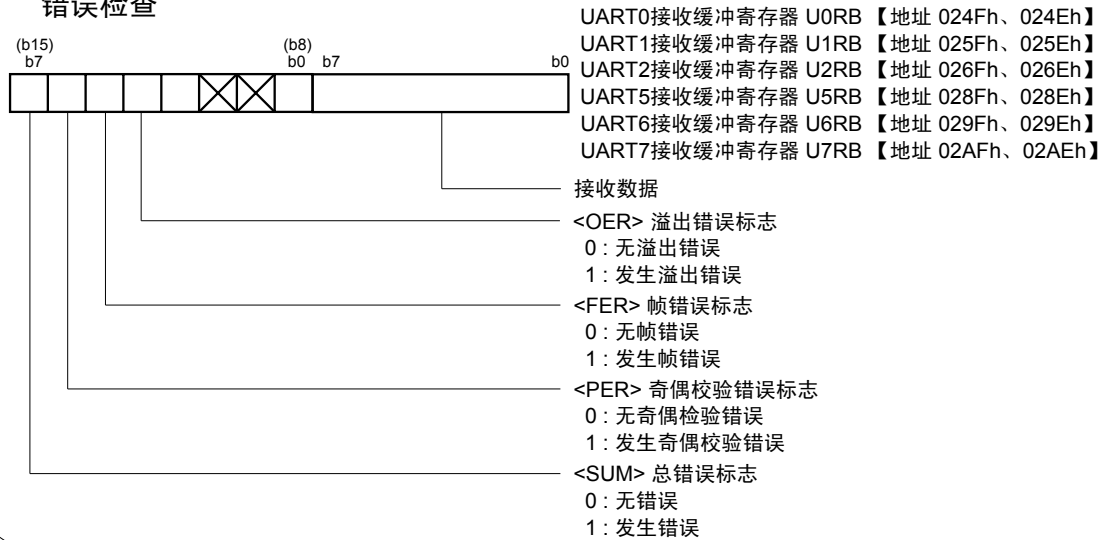 错误检查
UART0接收缓冲寄存器 U0RB 【地址 024Fh、024Eh】
UART1接收缓冲寄存器 U1RB 【地址 025Fh、025Eh】
UART2接收缓冲寄存器 U2RB 【地址 026Fh、026Eh】
UART5接收缓冲寄存器 U5RB 【地址 028Fh、028Eh】
UART6接收缓冲寄存器 U6RB 【地址 029Fh、029Eh】
UART7接收缓冲寄存器 U7RB 【地址 02AFh、02AEh】
(b15) (b8)
b7 b0 b7 b0
接收数据
<OER> 溢出错误标志
0 : 无溢出错误
1 : 发生溢出错误
<FER> 帧错误标志
0 : 无帧错误
1 : 发生帧错误
<PER> 奇偶校验错误标志
0 : 无奇偶检验错误
1 : 发生奇偶校验错误
<SUM> 总错误标志
0 : 无错误
1 : 发生错误